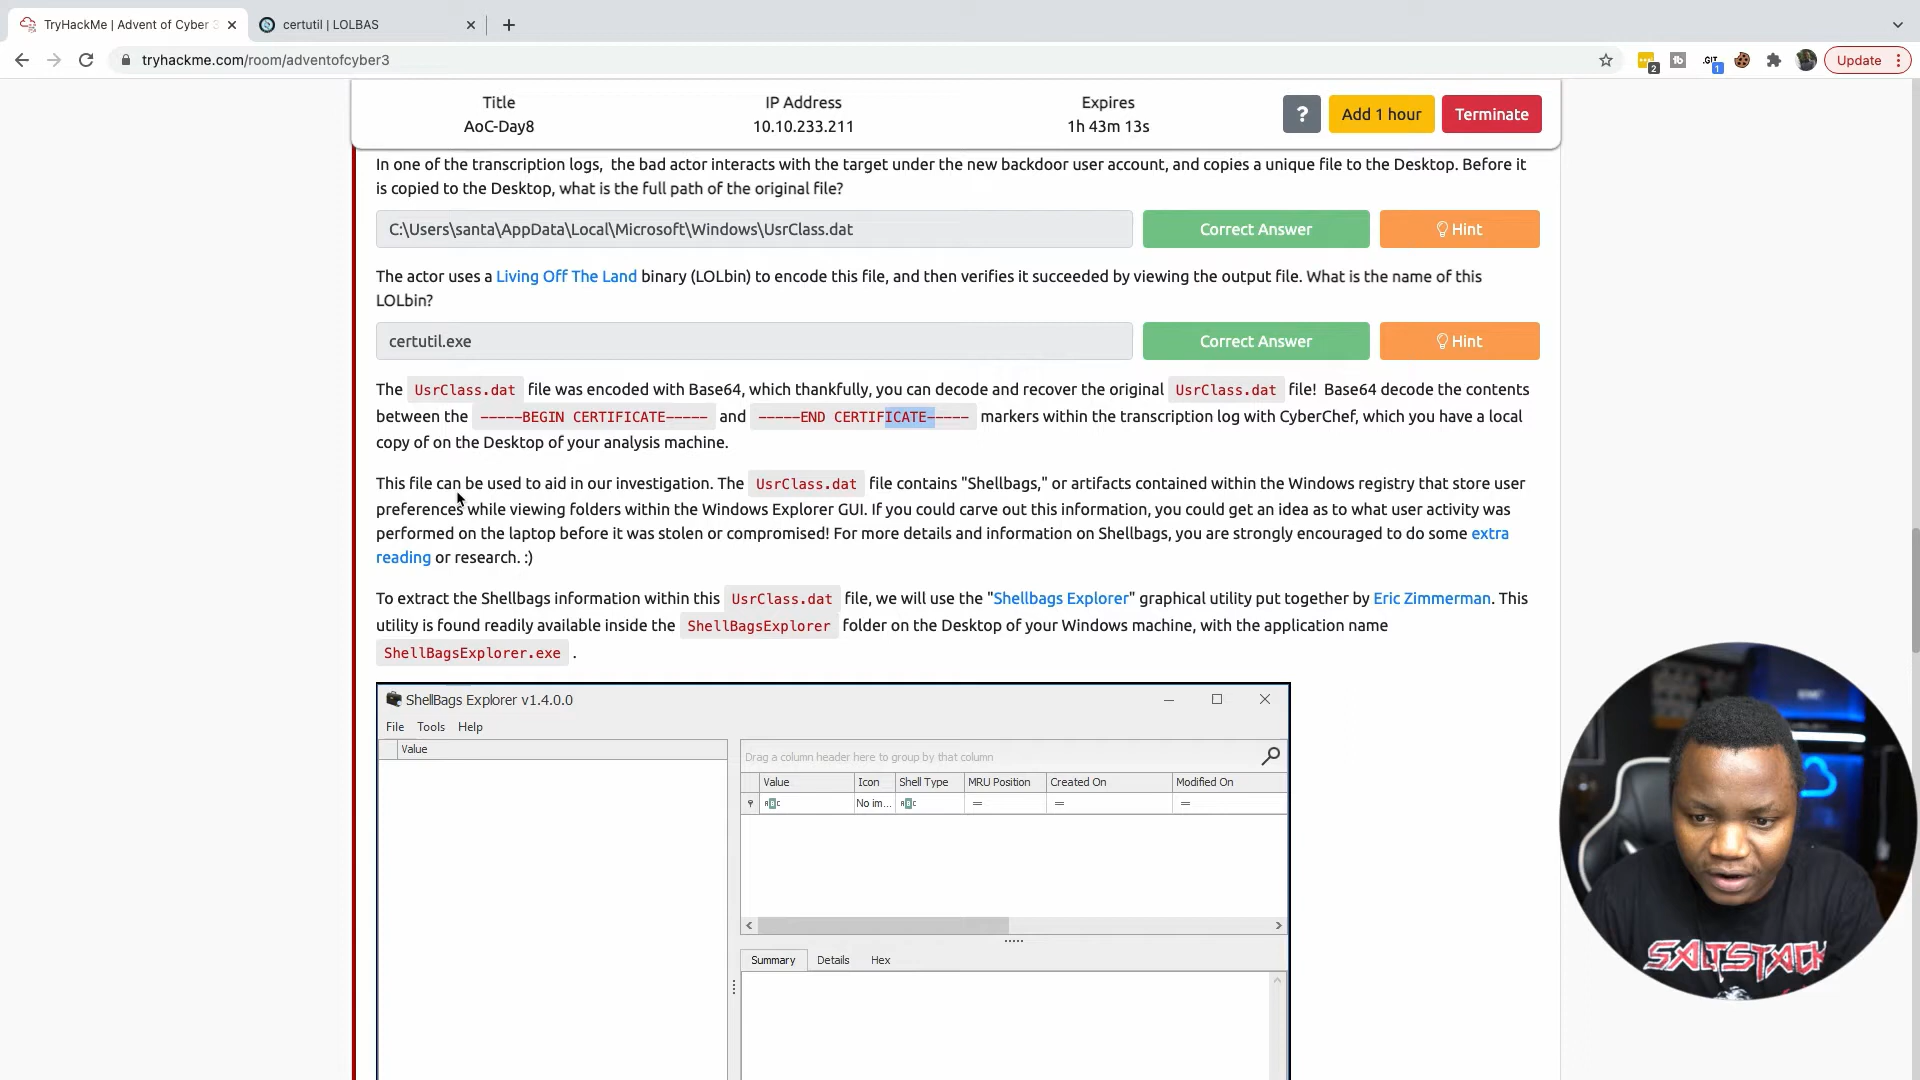 TryHackMe | Advent of Cyber 3
certutil | LOLBAS
tryhackme.com/room/adventofcyber3
2
1
Update
Title
IP Address
Expires
AoC-Day8
10.10.233.211
1h 43m 13s
?
Add 1 hour
Terminate
In one of the transcription logs, the bad actor interacts with the target under the new backdoor user account, and copies a unique file to the Desktop. Before it
is copied to the Desktop, what is the full path of the original file?
C:\Users\santa\AppData\Local\Microsoft\Windows\UsrClass.dat
Correct Answer
Hint
The actor uses a Living Off The Land binary (LOLbin) to encode this file, and then verifies it succeeded by viewing the output file. What is the name of this
LOLbin?
certutil.exe
Correct Answer
Hint
The UsrClass.dat file was encoded with Base64, which thankfully, you can decode and recover the original UsrClass.dat file! Base64 decode the contents
between the -----BEGIN CERTIFICATE----- and -----END CERTIFICATE----- markers within the transcription log with CyberChef, which you have a local
copy of on the Desktop of your analysis machine.
This file can be used to aid in our investigation. The UsrClass.dat file contains "Shellbags," or artifacts contained within the Windows registry that store user
preferences while viewing folders within the Windows Explorer GUI. If you could carve out this information, you could get an idea as to what user activity was
performed on the laptop before it was stolen or compromised! For more details and information on Shellbags, you are strongly encouraged to do some extra
reading or research. :)
To extract the Shellbags information within this UsrClass.dat file, we will use the "Shellbags Explorer" graphical utility put together by Eric Zimmerman. This
utility is found readily available inside the ShellBagsExplorer folder on the Desktop of your Windows machine, with the application name
ShellBagsExplorer.exe .
ShellBags Explorer v1.4.0.0
File Tools Help
Value
Drag a column header here to group by that column
Value Icon Shell Type MRU Position Created On Modified On
No im... = = =
Summary Details Hex
SALTSTACK